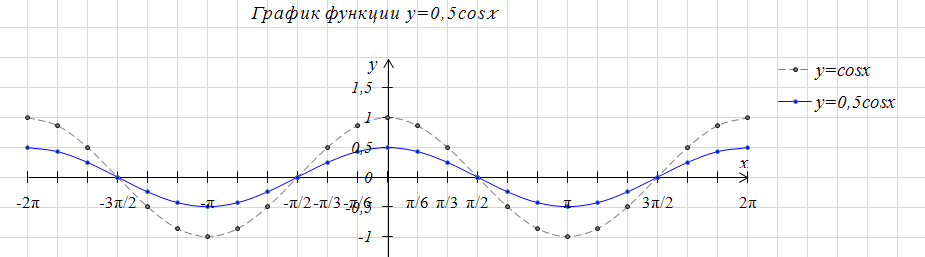 График функции y=0,5cosx
y
y=cosx
1,5
y=0,5cosx
1
0,5
x
0
-2π -3π/2 -π -π/2 -π/3 -π/6 π/6 π/3 π/2 π 3π/2 2π
-0,5
-1